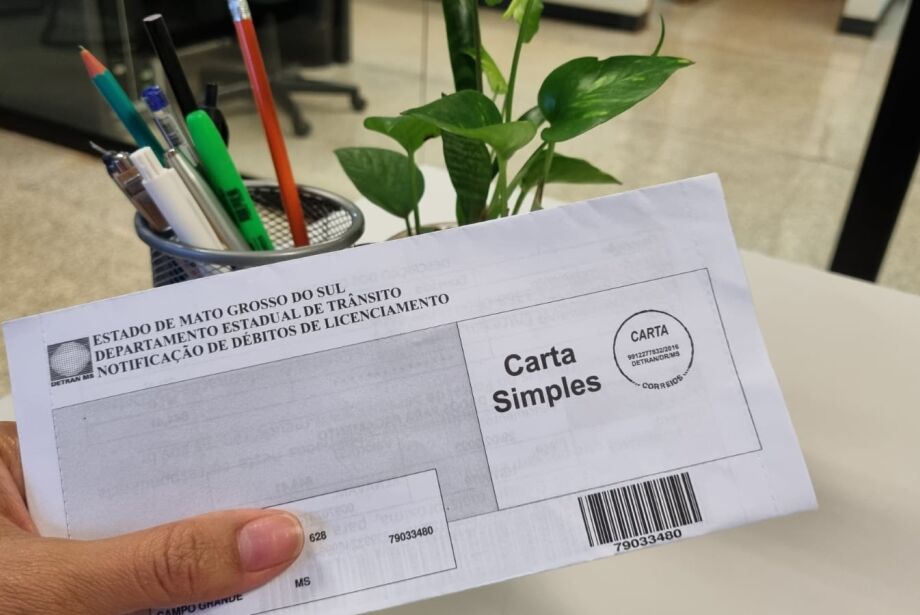 ESTADO DE MATO GROSSO DO SUL
DEPARTAMENTO ESTADUAL DE TRÂNSITO
NOTIFICAÇÃO DE DÉBITOS DE LICENCIAMENTO
DETRAN MS
Carta
Simples
CARTA
9912277832/2016
DETRAN/DR/MS
CORREIOS
628
79033480
CAMPO GRANDE
MS
79033480